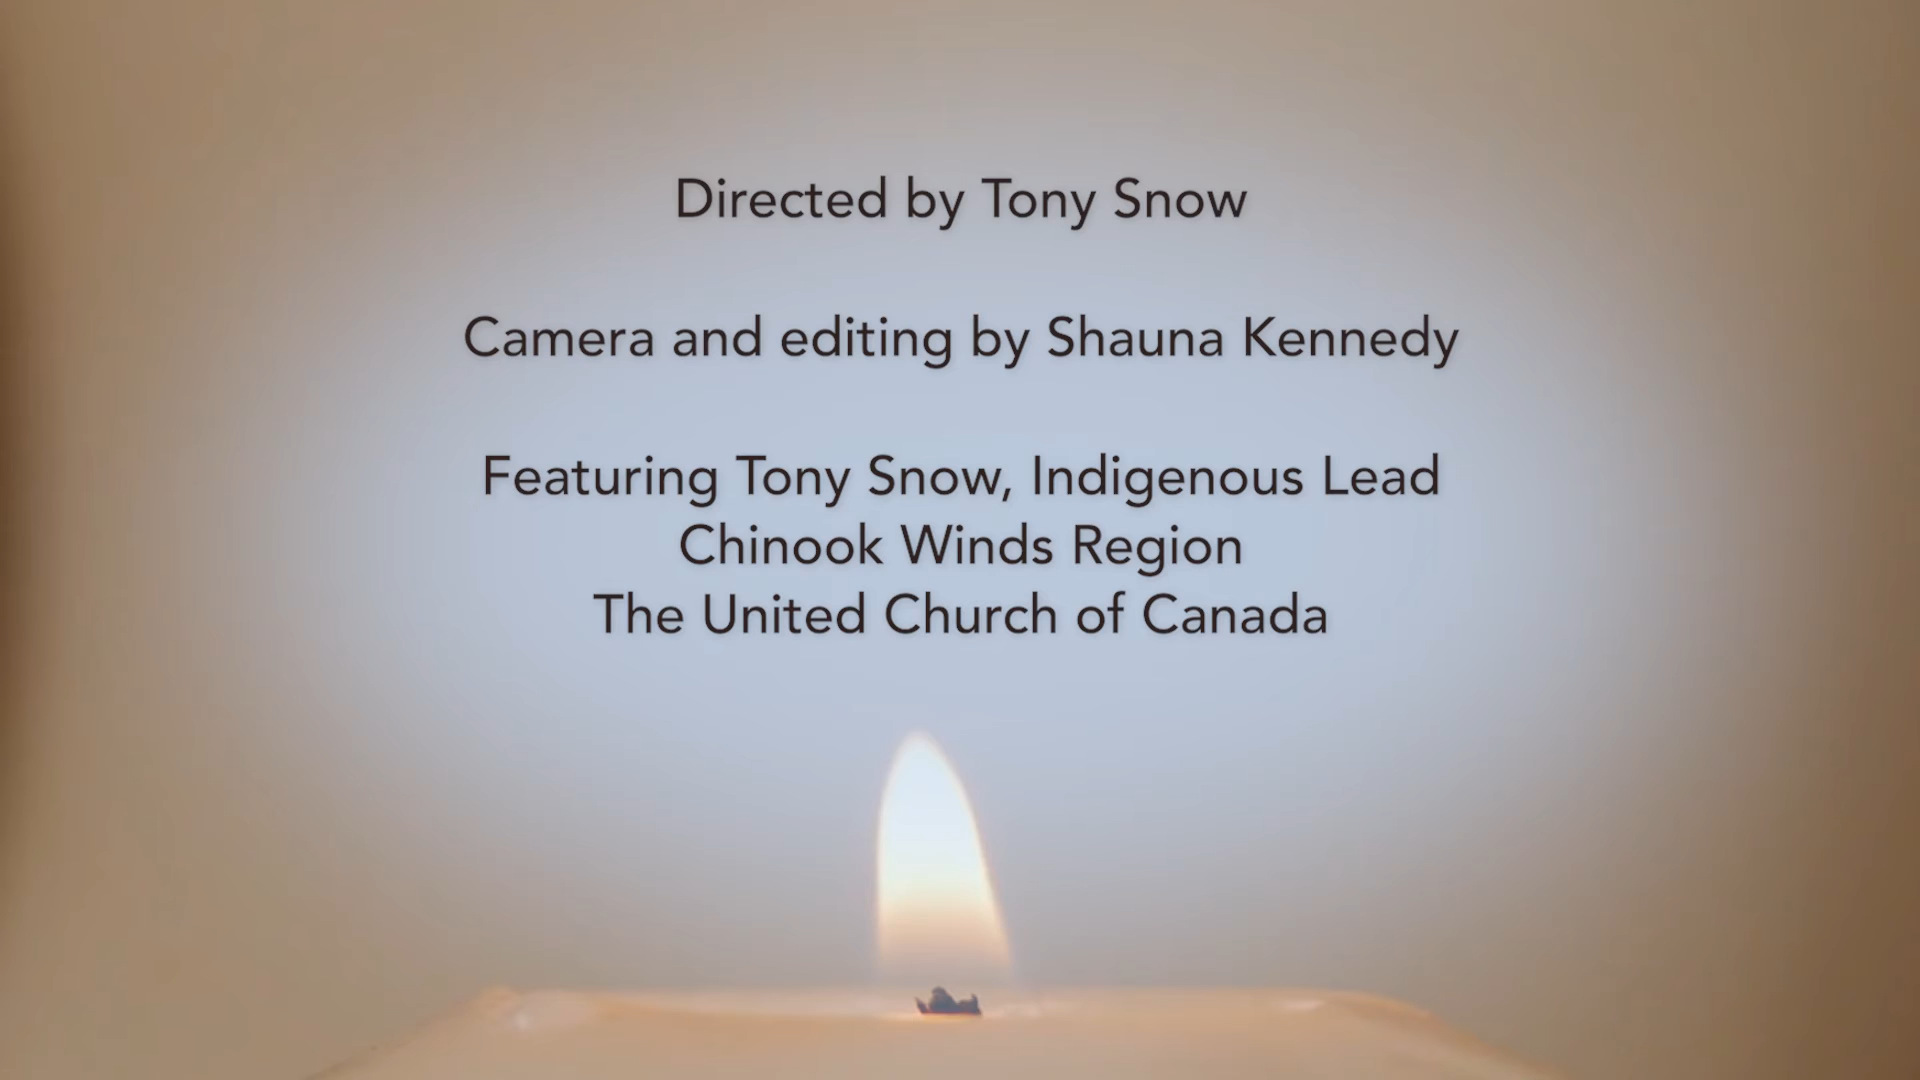 Directed by Tony Snow
Camera and editing by Shauna Kennedy
Featuring Tony Snow, Indigenous Lead
Chinook Winds Region
The United Church of Canada